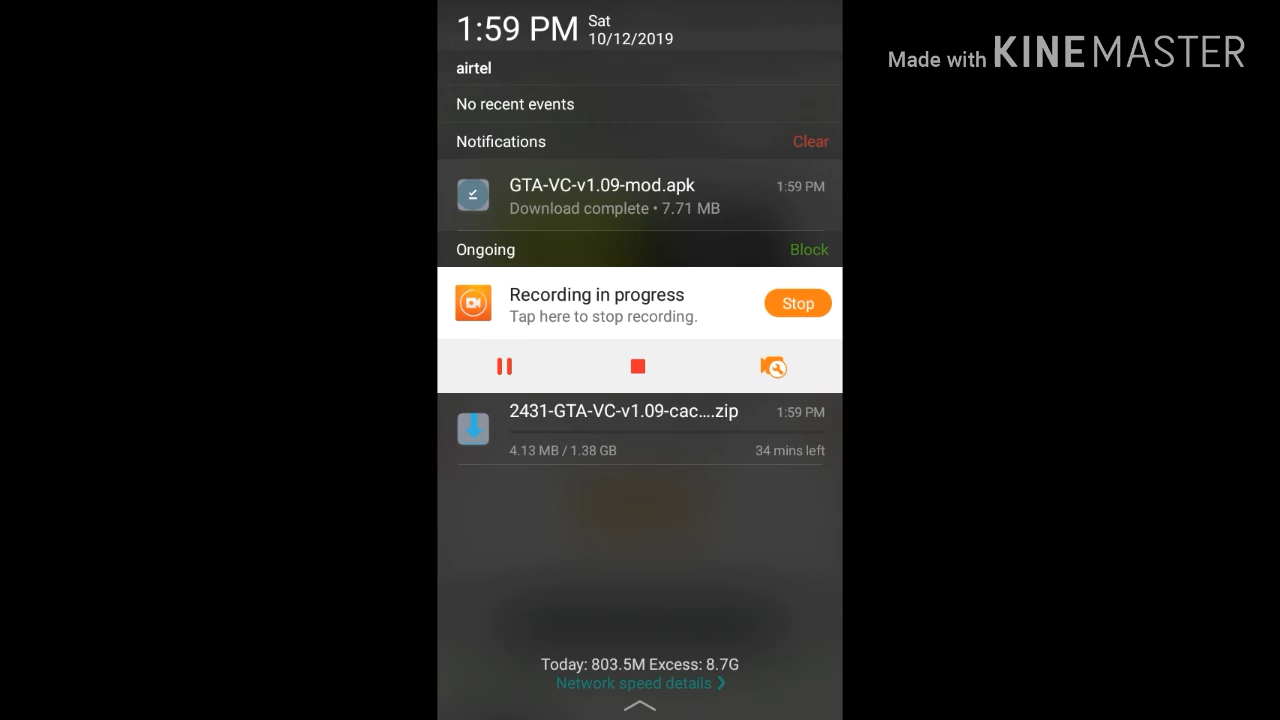 1:59 PM Sat
10/12/2019
Made with KINEMASTER
airtel
No recent events
Notifications Clear
GTA-VC-v1.09-mod.apk 1:59 PM
Download complete • 7.71 MB
Ongoing Block
Recording in progress
Tap here to stop recording.
Stop
2431-GTA-VC-v1.09-cac....zip 1:59 PM
4.13 MB / 1.38 GB 34 mins left
Today: 803.5M Excess: 8.7G
Network speed details ❯